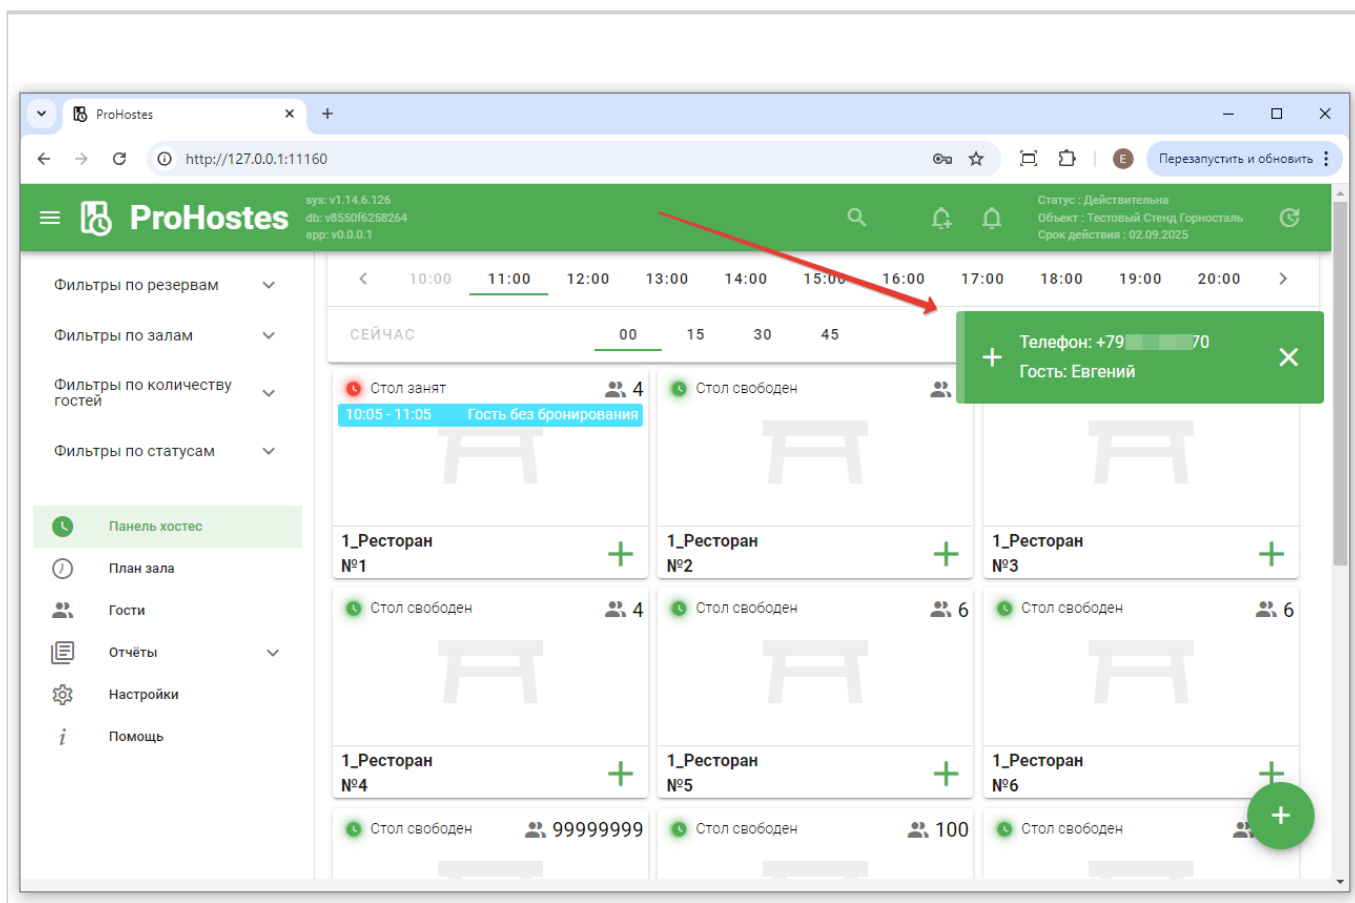 ProHostes
http://127.0.0.1:11160
E
Перезапустить и обновить
ProHostes
sys: v1.14.6.126
db: v8550f6258264
app: v0.0.0.1
Статус : Действительна
Объект : Тестовый Стенд Горносталь
Срок действия : 02.09.2025
Фильтры по резервам
Фильтры по залам
Фильтры по количеству
гостей
Фильтры по статусам
Панель хостес
План зала
Гости
Отчёты
Настройки
i Помощь
10:00 11:00 12:00 13:00 14:00 15:00 16:00 17:00 18:00 19:00 20:00
СЕЙЧАС 00 15 30 45
Телефон: +79 70
Гость: Евгений
Стол занят 4
10:05 - 11:05 Гость без бронирования
1_Ресторан
№1
Стол свободен
1_Ресторан
№2
1_Ресторан
№3
Стол свободен 4
1_Ресторан
№4
Стол свободен 6
1_Ресторан
№5
Стол свободен 6
1_Ресторан
№6
Стол свободен 99999999
Стол свободен 100
Стол свободен